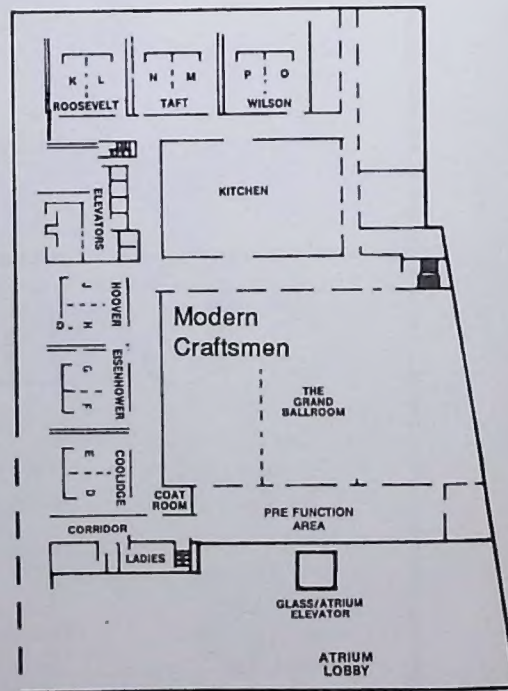 K L
ROOSEVELT
N M
TAFT
P O
WILSON
KITCHEN
ELEVATORS
J
H
HOOVER
G
F
EISENHOWER
E
D
COOLIDGE
Modern
Craftsmen
THE
GRAND
BALLROOM
COAT
ROOM
PRE FUNCTION
AREA
CORRIDOR
LADIES
GLASS/ATRIUM
ELEVATOR
ATRIUM
LOBBY